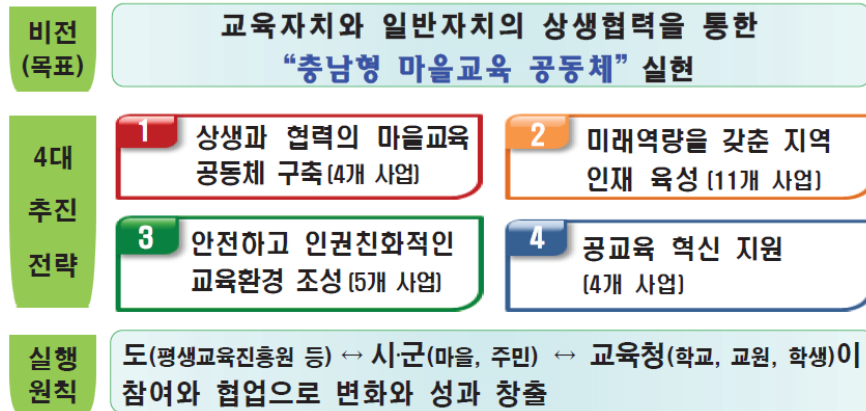 비전
(목표)
교육자치와 일반자치의 상생협력을 통한
“충남형 마을교육 공동체” 실현
4대
추진
전략
1
상생과 협력의 마을교육
공동체 구축 (4개 사업)
2
미래역량을 갖춘 지역
인재 육성 (11개 사업)
3
안전하고 인권친화적인
교육환경 조성 (5개 사업)
4
공교육 혁신 지원
(4개 사업)
실행
원칙
도(평생교육진흥원 등) ↔ 시·군(마을, 주민) ↔ 교육청(학교, 교원, 학생)이
참여와 협업으로 변화와 성과 창출